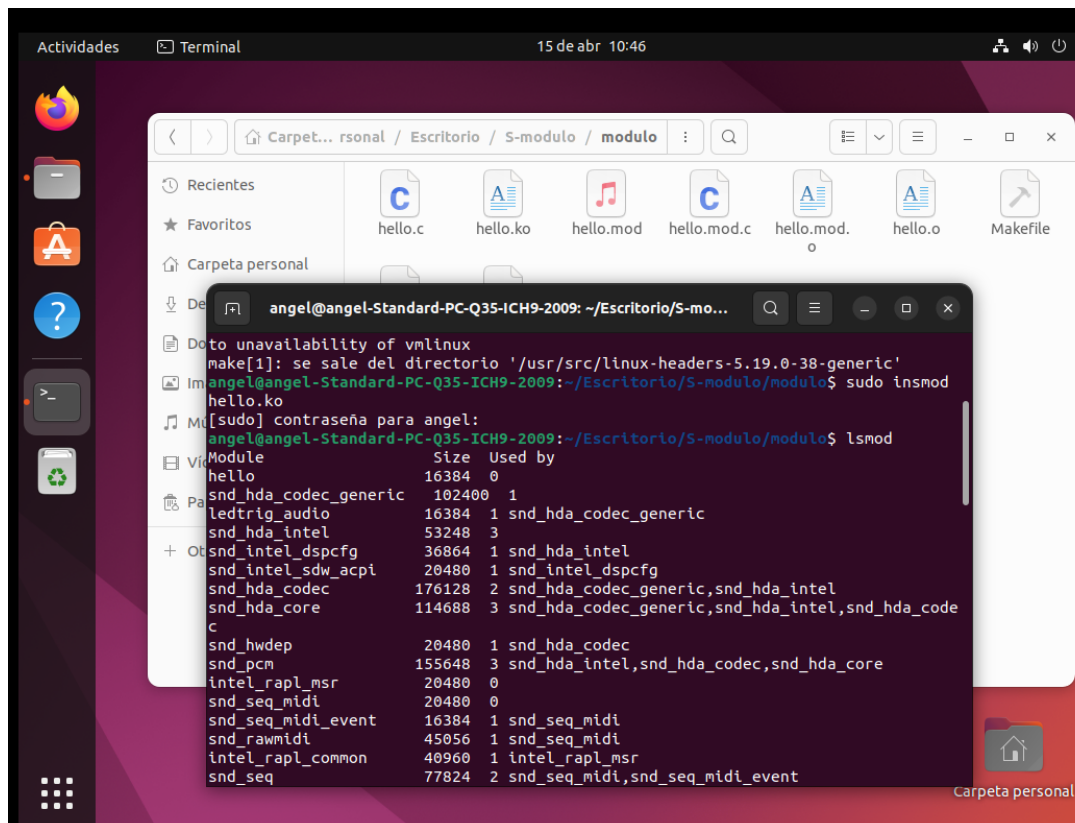 Actividades Terminal 15 de abr 10:46
Carpet... rsonal / Escritorio / S-modulo / modulo
Recientes
Favoritos
Carpeta personal
De
Do
Im
Mú
Víd
Pa
Ot
hello.c hello.ko hello.mod hello.mod.c hello.mod. hello.o Makefile
o
angel@angel-Standard-PC-Q35-ICH9-2009: ~/Escritorio/S-mo...
to unavailability of vmlinux
make[1]: se sale del directorio '/usr/src/linux-headers-5.19.0-38-generic'
angel@angel-Standard-PC-Q35-ICH9-2009:~/Escritorio/S-modulo/modulo$ sudo insmod
hello.ko
[sudo] contraseña para angel:
angel@angel-Standard-PC-Q35-ICH9-2009:~/Escritorio/S-modulo/modulo$ lsmod
Module Size Used by
hello 16384 0
snd_hda_codec_generic 102400 1
ledtrig_audio 16384 1 snd_hda_codec_generic
snd_hda_intel 53248 3
snd_intel_dspcfg 36864 1 snd_hda_intel
snd_intel_sdw_acpi 20480 1 snd_intel_dspcfg
snd_hda_codec 176128 2 snd_hda_codec_generic,snd_hda_intel
snd_hda_core 114688 3 snd_hda_codec_generic,snd_hda_intel,snd_hda_code
c
snd_hwdep 20480 1 snd_hda_codec
snd_pcm 155648 3 snd_hda_intel,snd_hda_codec,snd_hda_core
intel_rapl_msr 20480 0
snd_seq_midi 20480 0
snd_seq_midi_event 16384 1 snd_seq_midi
snd_rawmidi 45056 1 snd_seq_midi
intel_rapl_common 40960 1 intel_rapl_msr
snd_seq 77824 2 snd_seq_midi,snd_seq_midi_event
Carpeta personal